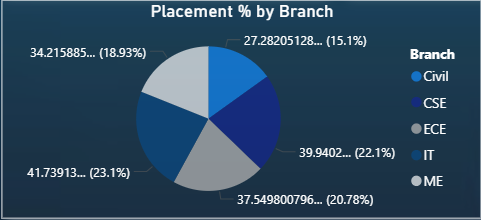 Placement % by Branch
27.28205128... (15.1%)
34.215885... (18.93%)
39.9402... (22.1%)
41.73913... (23.1%)
37.549800796... (20.78%)
Branch
Civil
CSE
ECE
IT
ME